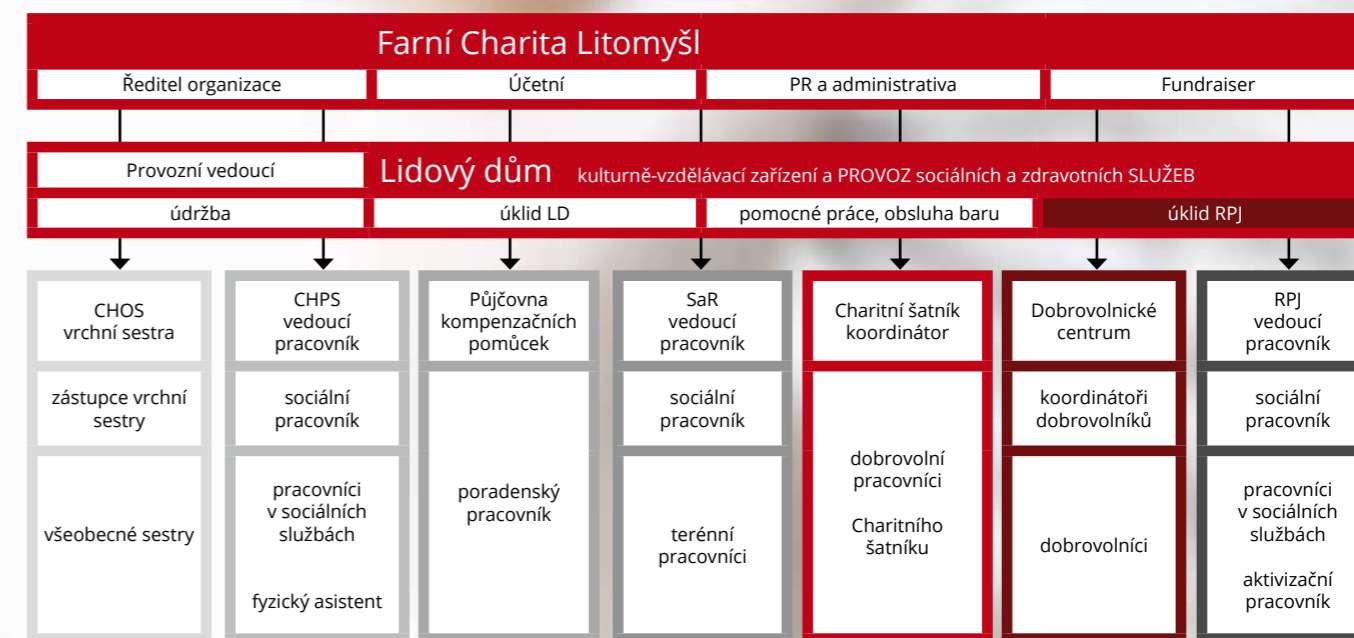 Farní Charita Litomyšl
Ředitel organizace
Účetní
PR a administrativa
Fundraiser
Provozní vedoucí
Lidový dům kulturně-vzdělávací zařízení a PROVOZ sociálních a zdravotních SLUŽEB
údržba
úklid LD
pomocné práce, obsluha baru
úklid RPJ
CHOS
vrchní sestra
zástupce vrchní
sestry
všeobecné sestry
CHPS
vedoucí
pracovník
sociální
pracovník
pracovníci
v sociálních
službách
fyzický asistent
Půjčovna
kompenzačních
pomůcek
poradenský
pracovník
SaR
vedoucí
pracovník
sociální
pracovník
terénní
pracovníci
Charitní šatník
koordinátor
dobrovolní
pracovníci
Charitního
šatníku
Dobrovolnické
centrum
koordinátoři
dobrovolníků
dobrovolníci
RPJ
vedoucí
pracovník
sociální
pracovník
pracovníci
v sociálních
službách
aktivizační
pracovník